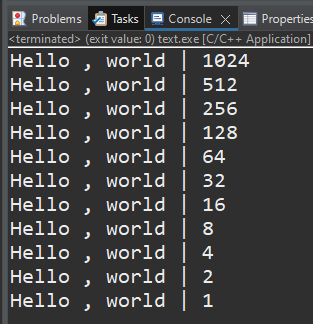 Problems Tasks Console Properties
<terminated> (exit value: 0) text.exe [C/C++ Application]
Hello , world | 1024
Hello , world | 512
Hello , world | 256
Hello , world | 128
Hello , world | 64
Hello , world | 32
Hello , world | 16
Hello , world | 8
Hello , world | 4
Hello , world | 2
Hello , world | 1